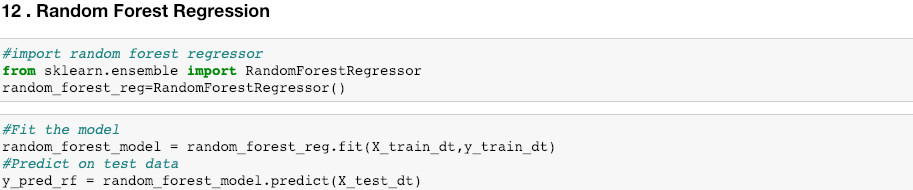 12 . Random Forest Regression
#import random forest regressor
from sklearn.ensemble import RandomForestRegressor
random_forest_reg=RandomForestRegressor()
#Fit the model
random_forest_model = random_forest_reg.fit(X_train_dt,y_train_dt)
#Predict on test data
y_pred_rf = random_forest_model.predict(X_test_dt)